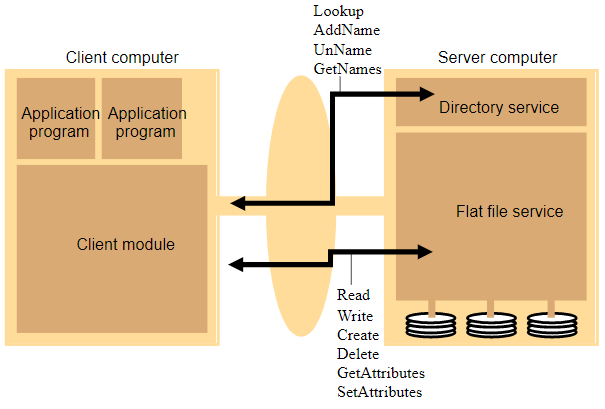 Lookup
AddName
UnName
GetNames
Client computer
Server computer
Application
program
Application
program
Directory service
Client module
Flat file service
Read
Write
Create
Delete
GetAttributes
SetAttributes